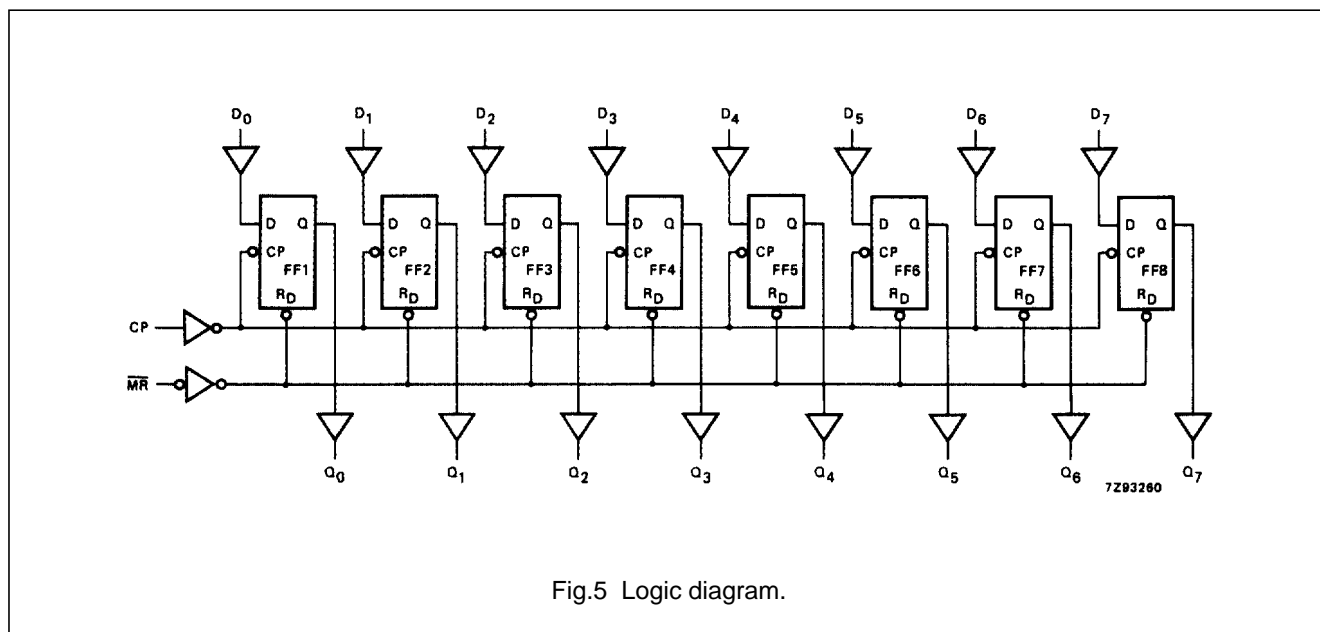 D0 D1 D2 D3 D4 D5 D6 D7
D Q D Q D Q D Q D Q D Q D Q D Q
CP CP CP CP CP CP CP CP
FF1 FF2 FF3 FF4 FF5 FF6 FF7 FF8
RD RD RD RD RD RD RD RD
CP
M̅R̅
Q0 Q1 Q2 Q3 Q4 Q5 Q6 Q7
7Z93260
Fig.5 Logic diagram.